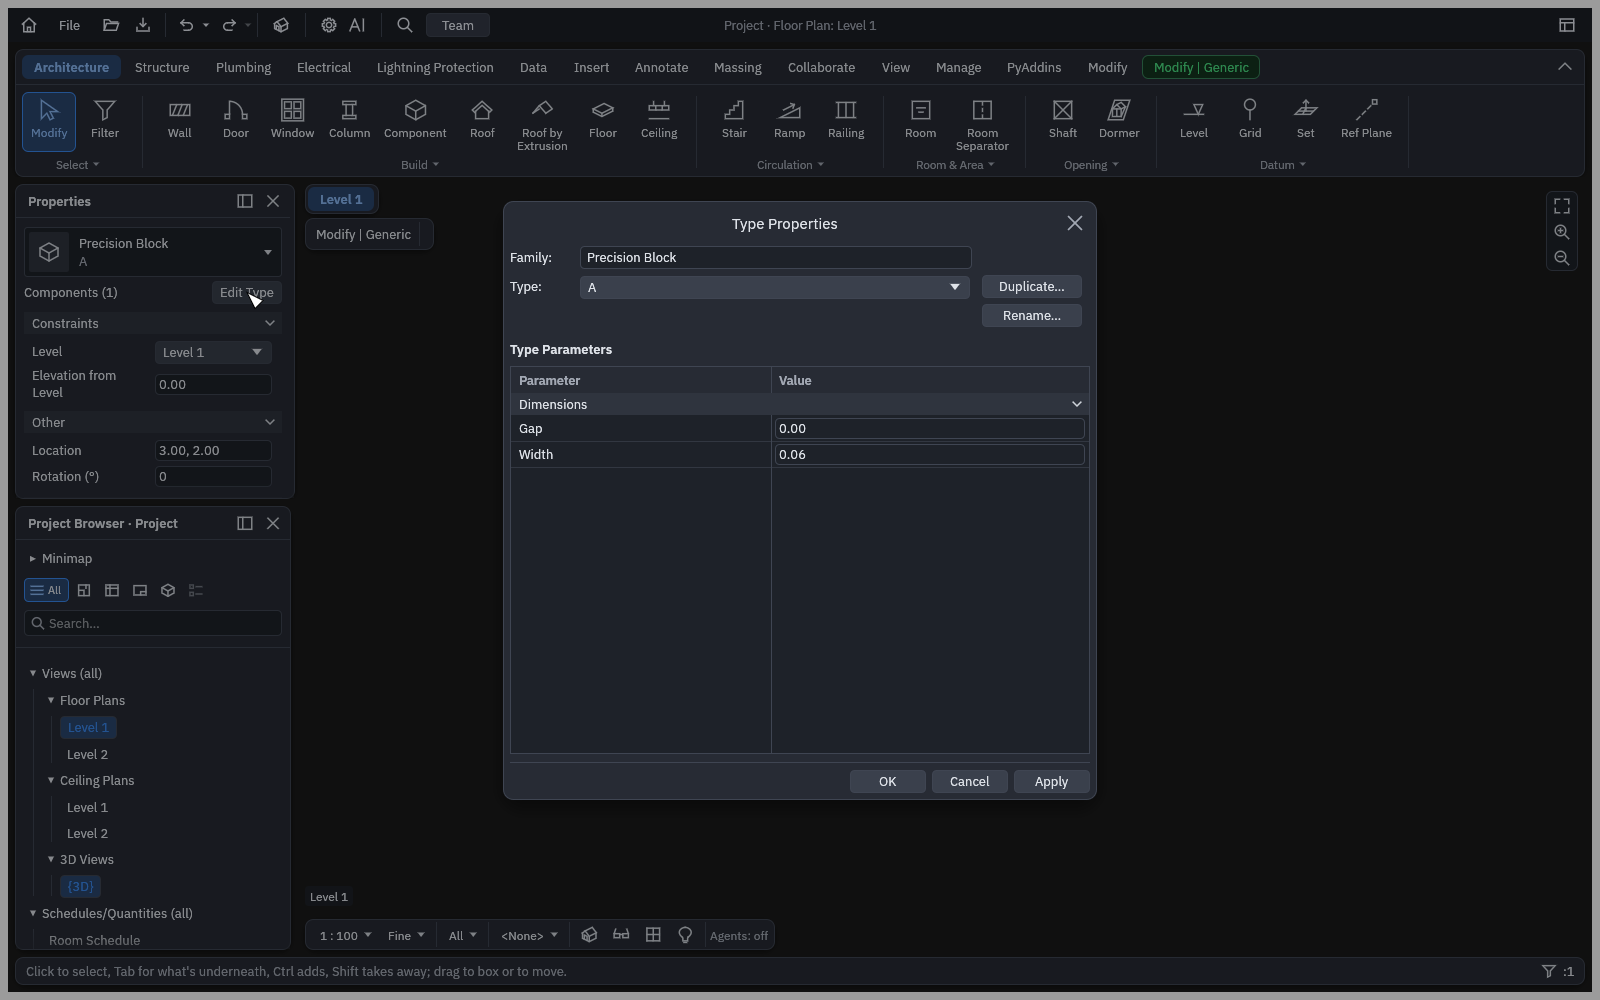 File
AI
Team
Project · Floor Plan: Level 1
Architecture Structure Plumbing Electrical Lightning Protection Data Insert Annotate Massing Collaborate View Manage PyAddins Modify Modify | Generic
Modify Filter Wall Door Window Column Component Roof Roof by Extrusion Floor Ceiling Stair Ramp Railing Room Room Separator Shaft Dormer Level Grid Set Ref Plane
Select Build Circulation Room & Area Opening Datum
Properties
Precision Block
A
Components (1) Edit Type
Constraints
Level Level 1
Elevation from
Level
0.00
Other
Location 3.00, 2.00
Rotation (°) 0
Project Browser · Project
Minimap
All
Search...
Views (all)
Floor Plans
Level 1
Level 2
Ceiling Plans
Level 1
Level 2
3D Views
{3D}
Schedules/Quantities (all)
Room Schedule
Level 1
Modify | Generic
Type Properties
Family: Precision Block
Type: A Duplicate...
Rename...
Type Parameters
Parameter Value
Dimensions
Gap 0.00
Width 0.06
OK Cancel Apply
Level 1
1 : 100 Fine All <None> Agents: off
Click to select, Tab for what's underneath, Ctrl adds, Shift takes away; drag to box or to move.
:1